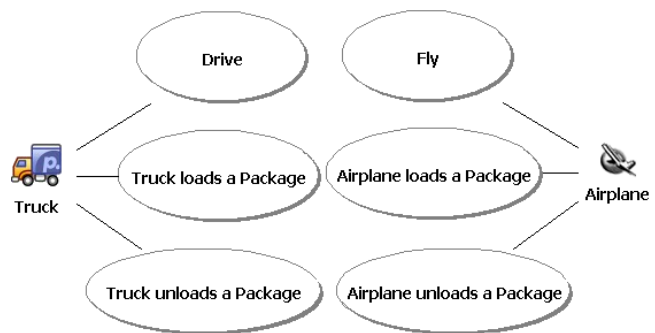 Drive
Fly
p.
Truck loads a Package
Airplane loads a Package
Truck
Airplane
Truck unloads a Package
Airplane unloads a Package